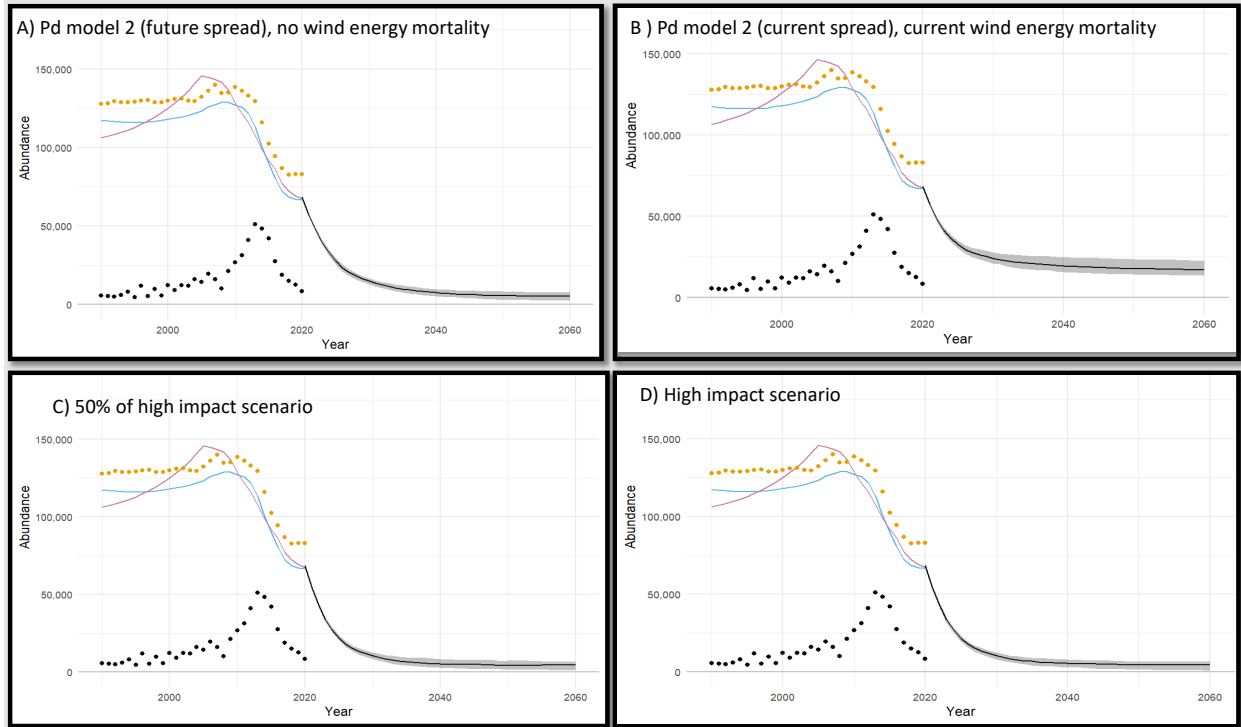 A) Pd model 2 (future spread), no wind energy mortality
150,000
100,000
50,000
0
Abundance
2000
2020
2040
2060
Year
B ) Pd model 2 (current spread), current wind energy mortality
150,000
100,000
50,000
0
Abundance
2000
2020
2040
2060
Year
C) 50% of high impact scenario
150,000
100,000
50,000
0
Abundance
2000
2020
2040
2060
Year
D) High impact scenario
150,000
100,000
50,000
0
Abundance
2000
2020
2040
2060
Year